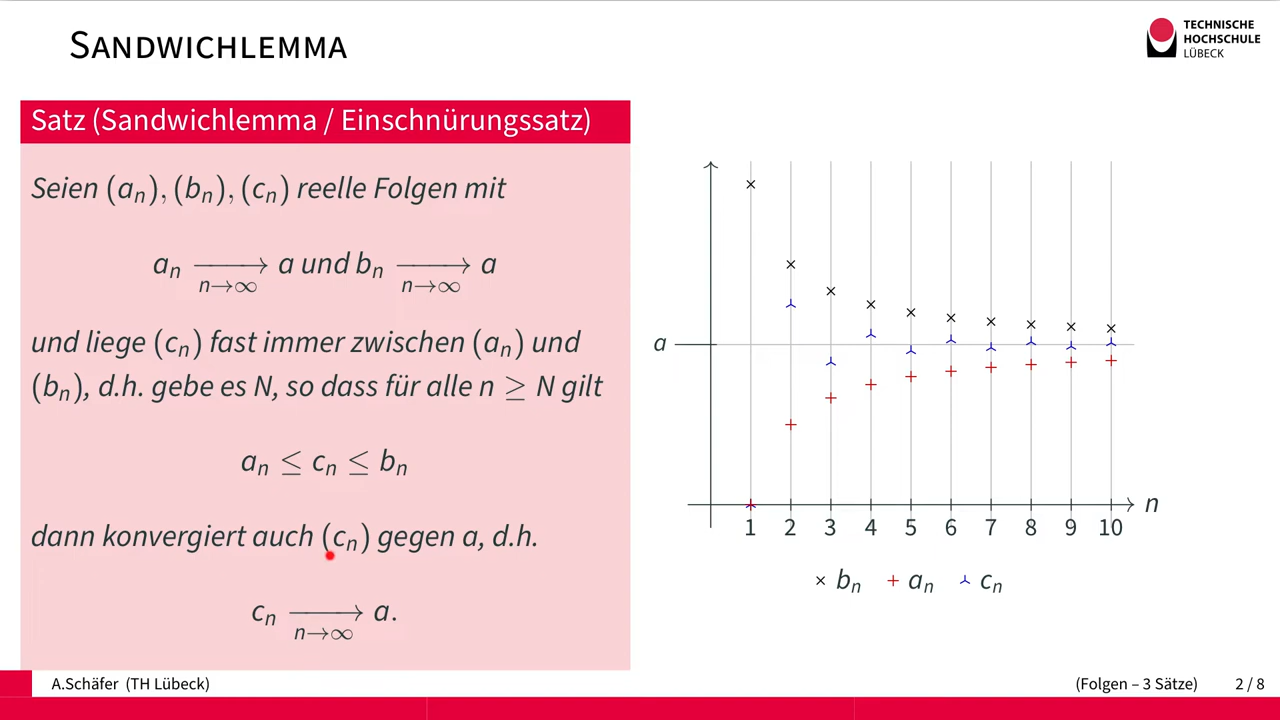 SANDWICHLEMMA
TECHNISCHE
HOCHSCHULE
LÜBECK
Satz (Sandwichlemma / Einschnürungssatz)
Seien (aₙ), (bₙ), (cₙ) reelle Folgen mit
aₙ ⟶ a und bₙ ⟶ a
n→∞ n→∞
und liege (cₙ) fast immer zwischen (aₙ) und
(bₙ), d.h. gebe es N, so dass für alle n ≥ N gilt
aₙ ≤ cₙ ≤ bₙ
dann konvergiert auch (cₙ) gegen a, d.h.
cₙ ⟶ a.
n→∞
a
n
1 2 3 4 5 6 7 8 9 10
× bₙ + aₙ ⅄ cₙ
A.Schäfer (TH Lübeck)
(Folgen – 3 Sätze) 2 / 8